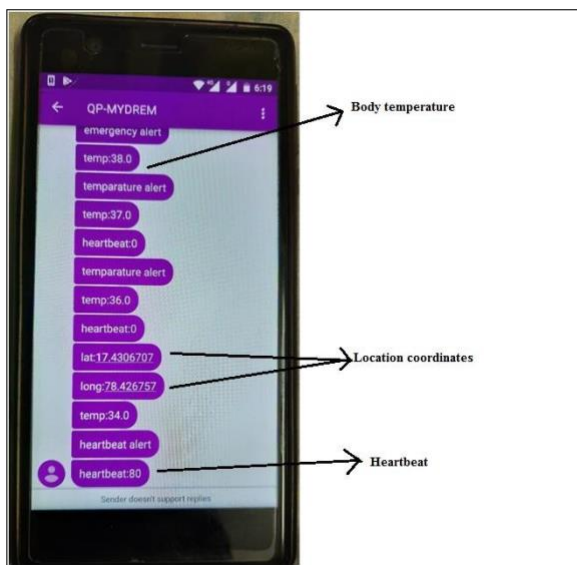 6:19
QP-MYDREM
emergency alert
Body temperature
temp:38.0
temparature alert
temp:37.0
heartbeat:0
temparature alert
temp:36.0
heartbeat:0
lat:17.4306707
Location coordinates
long:78.426757
temp:34.0
heartbeat alert
heartbeat:80
Heartbeat
Sender doesn't support replies